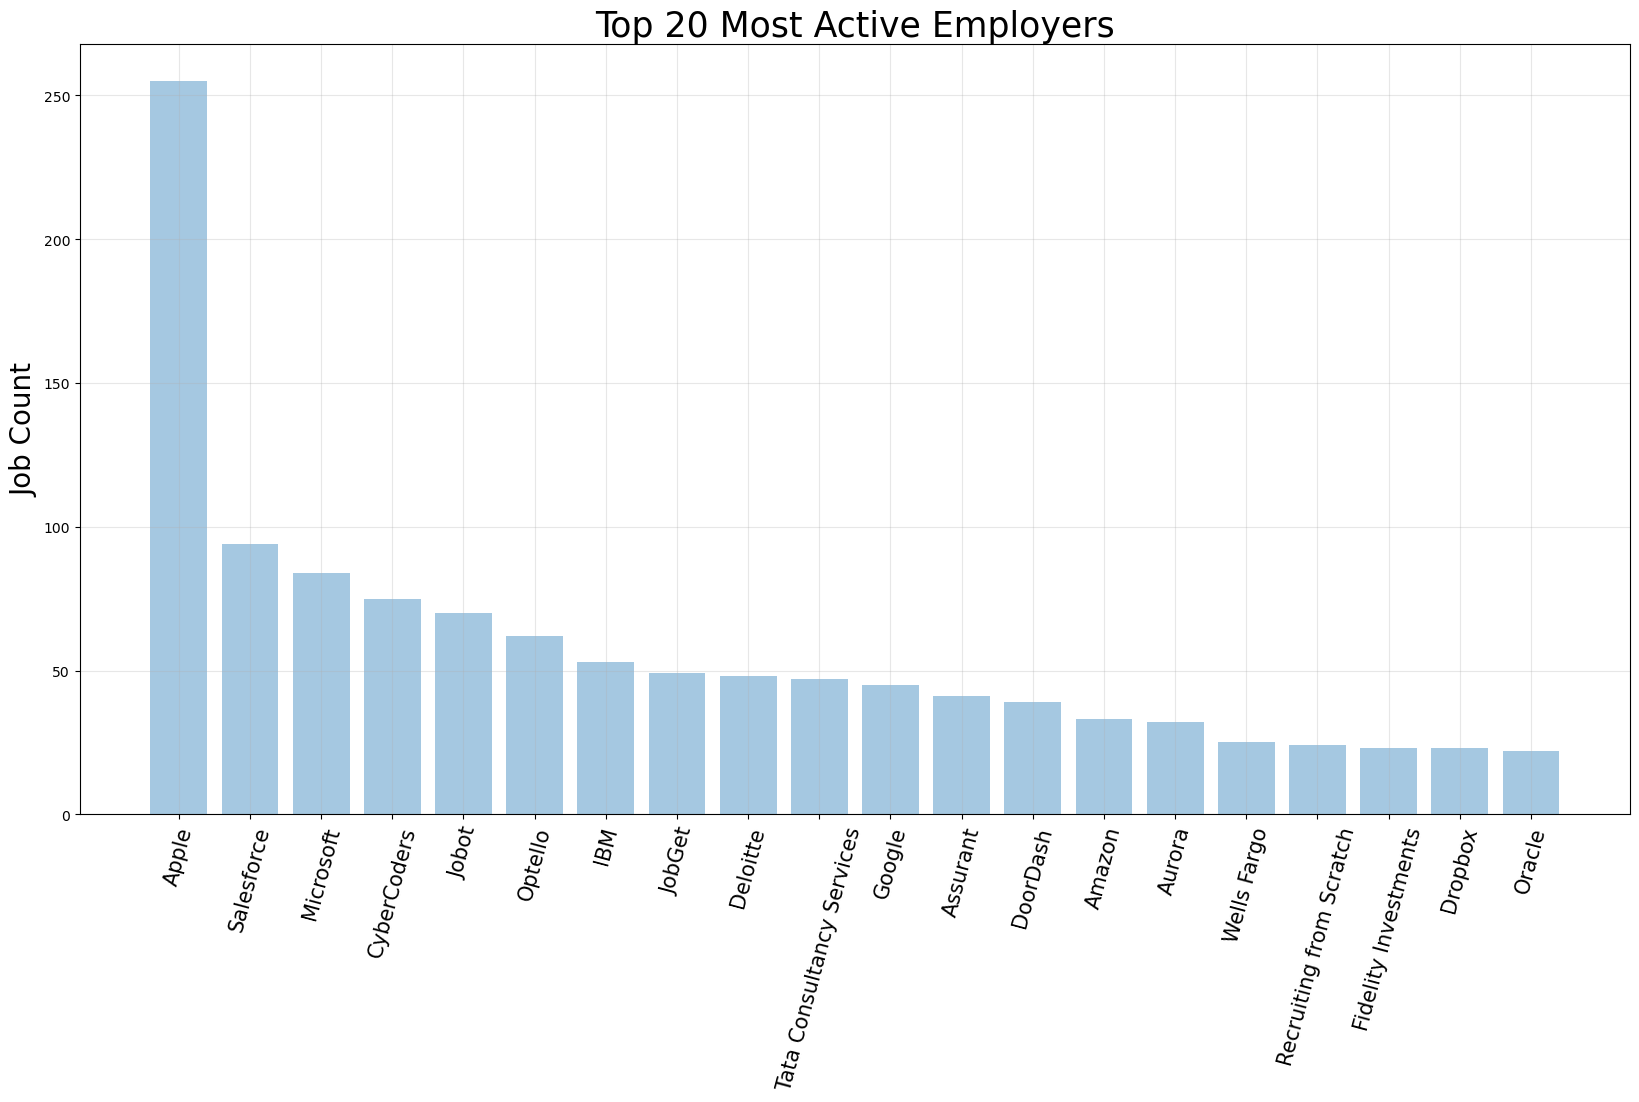 Top 20 Most Active Employers
Job Count
250
200
150
100
50
0
Apple
Salesforce
Microsoft
CyberCoders
Jobot
Optello
IBM
JobGet
Deloitte
Tata Consultancy Services
Google
Assurant
DoorDash
Amazon
Aurora
Wells Fargo
Recruiting from Scratch
Fidelity Investments
Dropbox
Oracle